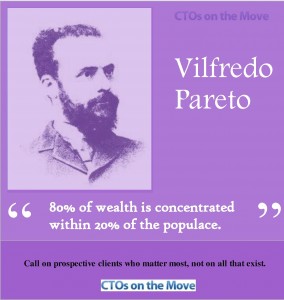 CTOs on the Move
Vilfredo
Pareto
“ 80% of wealth is concentrated ”
within 20% of the populace.
Call on prospective clients who matter most, not on all that exist.
CTOs on the Move